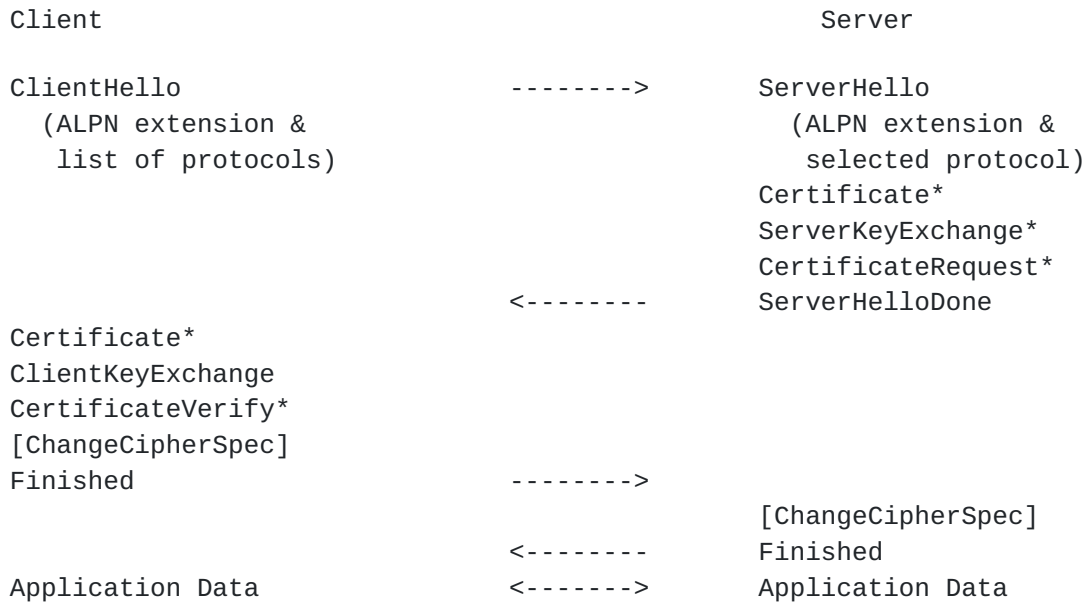 Client                                              Server

ClientHello                     -------->       ServerHello
  (ALPN extension &                               (ALPN extension &
   list of protocols)                              selected protocol)
                                                Certificate*
                                                ServerKeyExchange*
                                                CertificateRequest*
                                <--------       ServerHelloDone
Certificate*
ClientKeyExchange
CertificateVerify*
[ChangeCipherSpec]
Finished                        -------->
                                                [ChangeCipherSpec]
                                <--------       Finished
Application Data                <------->       Application Data